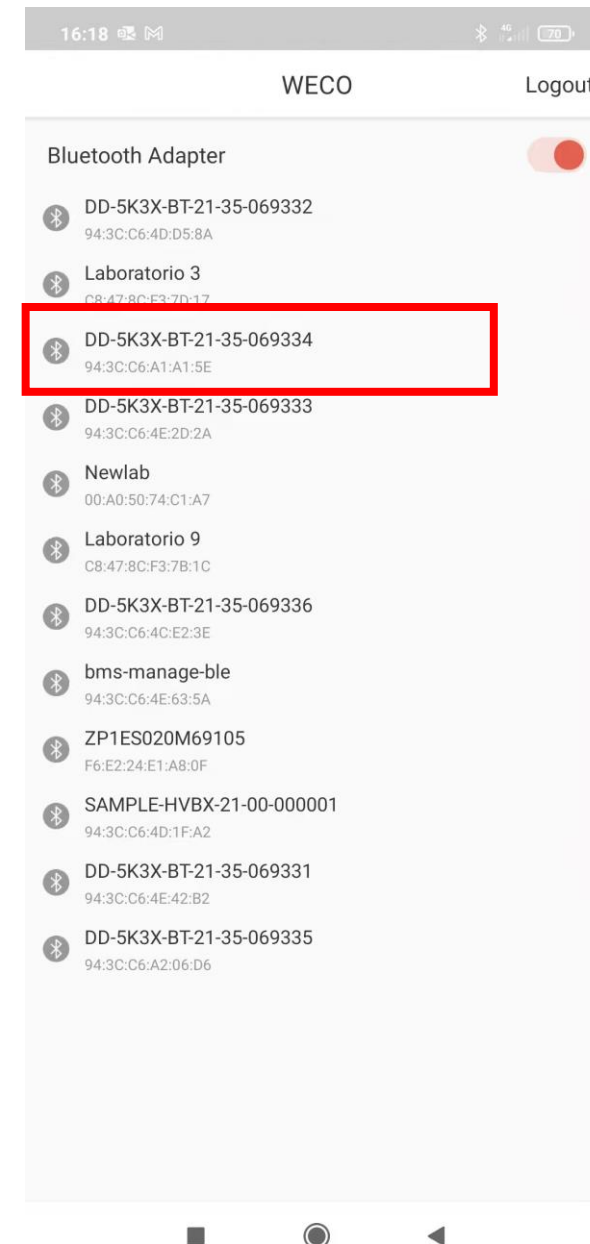 16:18
4G
70
WECO
Logout
Bluetooth Adapter
DD-5K3X-BT-21-35-069332
94:3C:C6:4D:D5:8A
Laboratorio 3
C8:47:8C:F3:7D:17
DD-5K3X-BT-21-35-069334
94:3C:C6:A1:A1:5E
DD-5K3X-BT-21-35-069333
94:3C:C6:4E:2D:2A
Newlab
00:A0:50:74:C1:A7
Laboratorio 9
C8:47:8C:F3:7B:1C
DD-5K3X-BT-21-35-069336
94:3C:C6:4C:E2:3E
bms-manage-ble
94:3C:C6:4E:63:5A
ZP1ES020M69105
F6:E2:24:E1:A8:0F
SAMPLE-HVBX-21-00-000001
94:3C:C6:4D:1F:A2
DD-5K3X-BT-21-35-069331
94:3C:C6:4E:42:B2
DD-5K3X-BT-21-35-069335
94:3C:C6:A2:06:D6